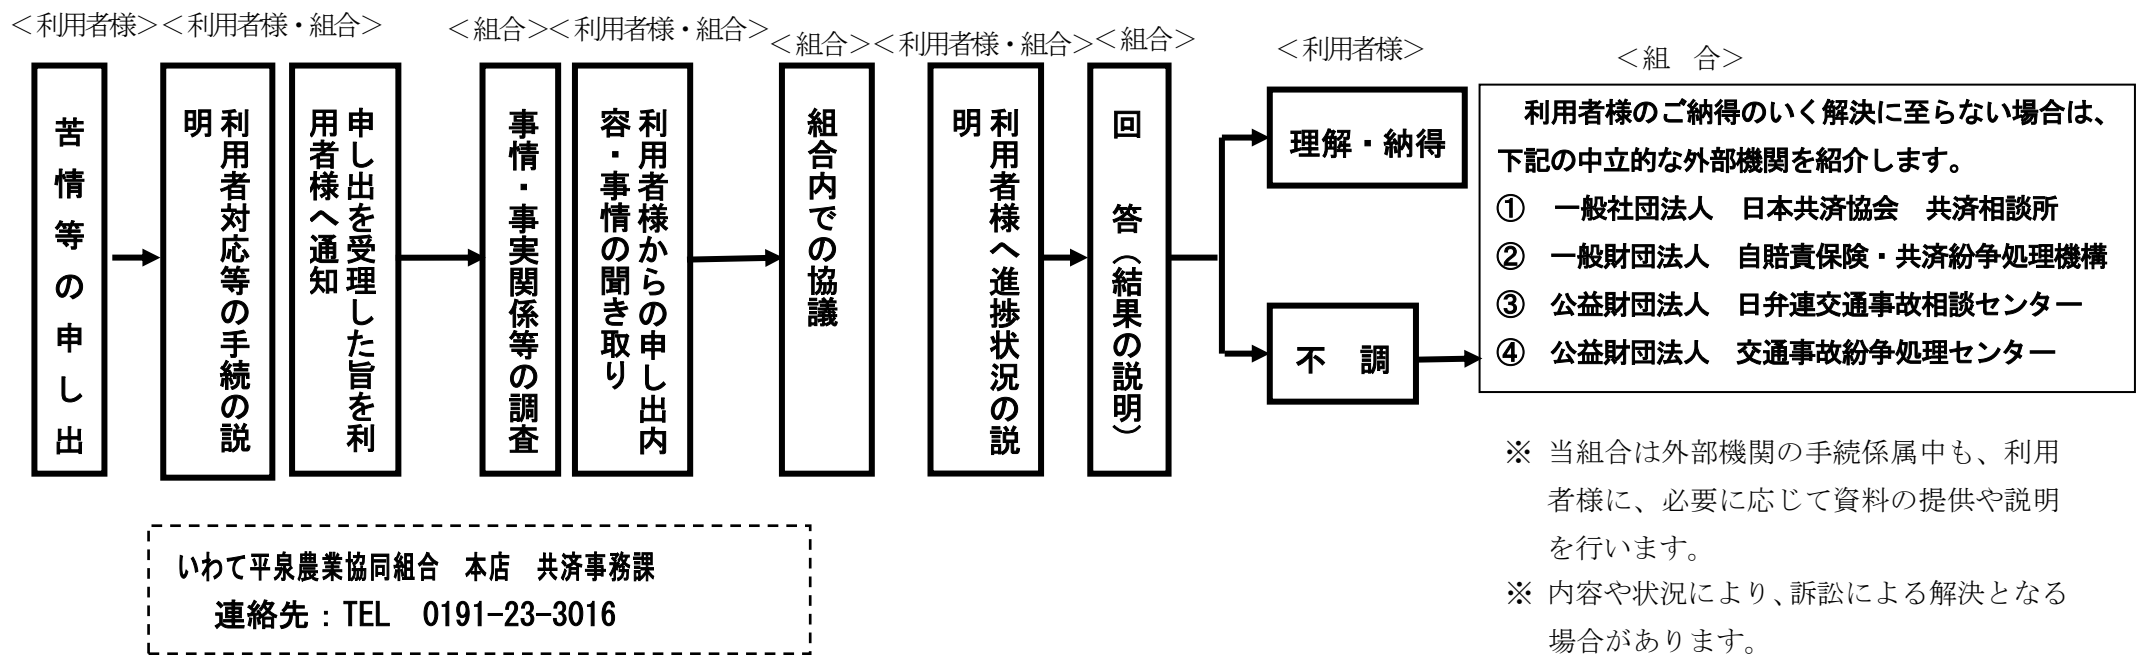 ＜利用者様＞
＜利用者様・組合＞
＜組合＞
＜利用者様・組合＞
＜組合＞
＜利用者様・組合＞
＜組合＞
＜利用者様＞
＜組　合＞
苦情等の申し出
利用者対応等の手続の説
明
申し出を受理した旨を利
用者様へ通知
事情・事実関係等の調査
利用者様からの申し出内
容・事情の聞き取り
組合内での協議
利用者様へ進捗状況の説
明
回　答（結果の説明）
理解・納得
不　調
利用者様のご納得のいく解決に至らない場合は、
下記の中立的な外部機関を紹介します。
①　一般社団法人　日本共済協会　共済相談所
②　一般財団法人　自賠責保険・共済紛争処理機構
③　公益財団法人　日弁連交通事故相談センター
④　公益財団法人　交通事故紛争処理センター
※ 当組合は外部機関の手続係属中も、利用
者様に、必要に応じて資料の提供や説明
を行います。
※ 内容や状況により、訴訟による解決となる
場合があります。
いわて平泉農業協同組合　本店　共済事務課
連絡先：TEL　0191-23-3016